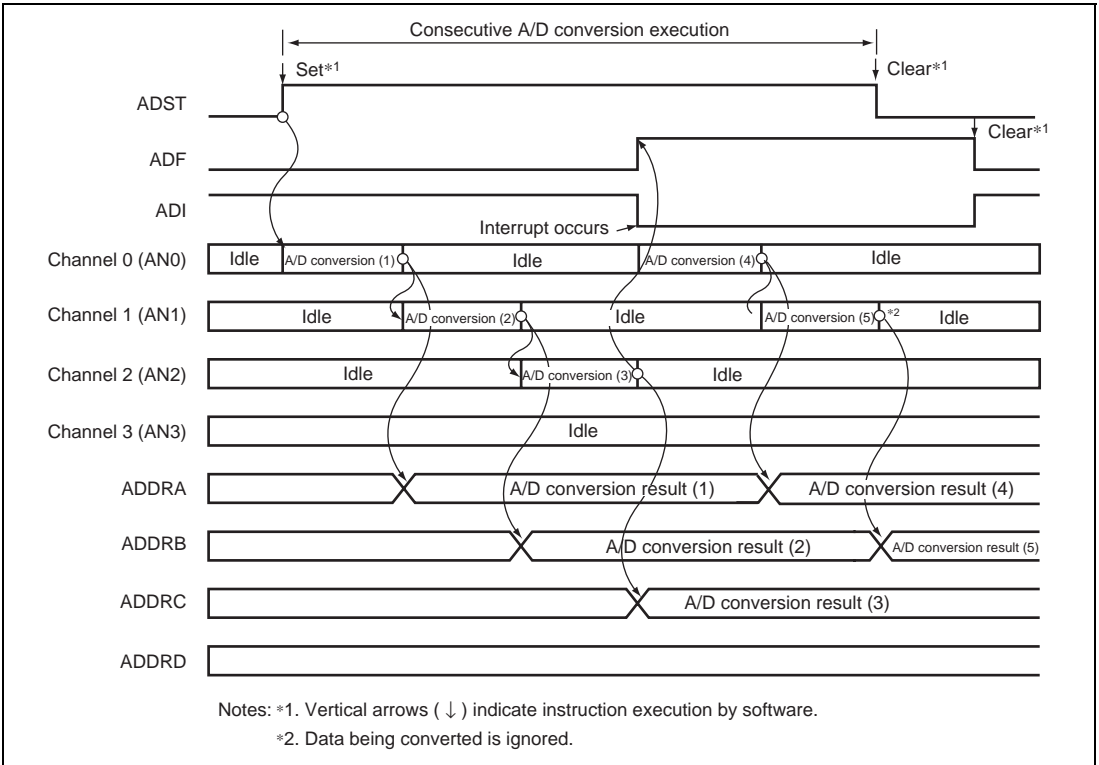 Consecutive A/D conversion execution
Set*1
Clear*1
ADST
Clear*1
ADF
ADI
Interrupt occurs
Channel 0 (AN0) Idle A/D conversion (1) Idle A/D conversion (4) Idle
Channel 1 (AN1) Idle A/D conversion (2) Idle A/D conversion (5) *2 Idle
Channel 2 (AN2) Idle A/D conversion (3) Idle
Channel 3 (AN3) Idle
ADDRA A/D conversion result (1) A/D conversion result (4)
ADDRB A/D conversion result (2) A/D conversion result (5)
ADDRC A/D conversion result (3)
ADDRD
Notes: *1. Vertical arrows ( ↓ ) indicate instruction execution by software.
*2. Data being converted is ignored.